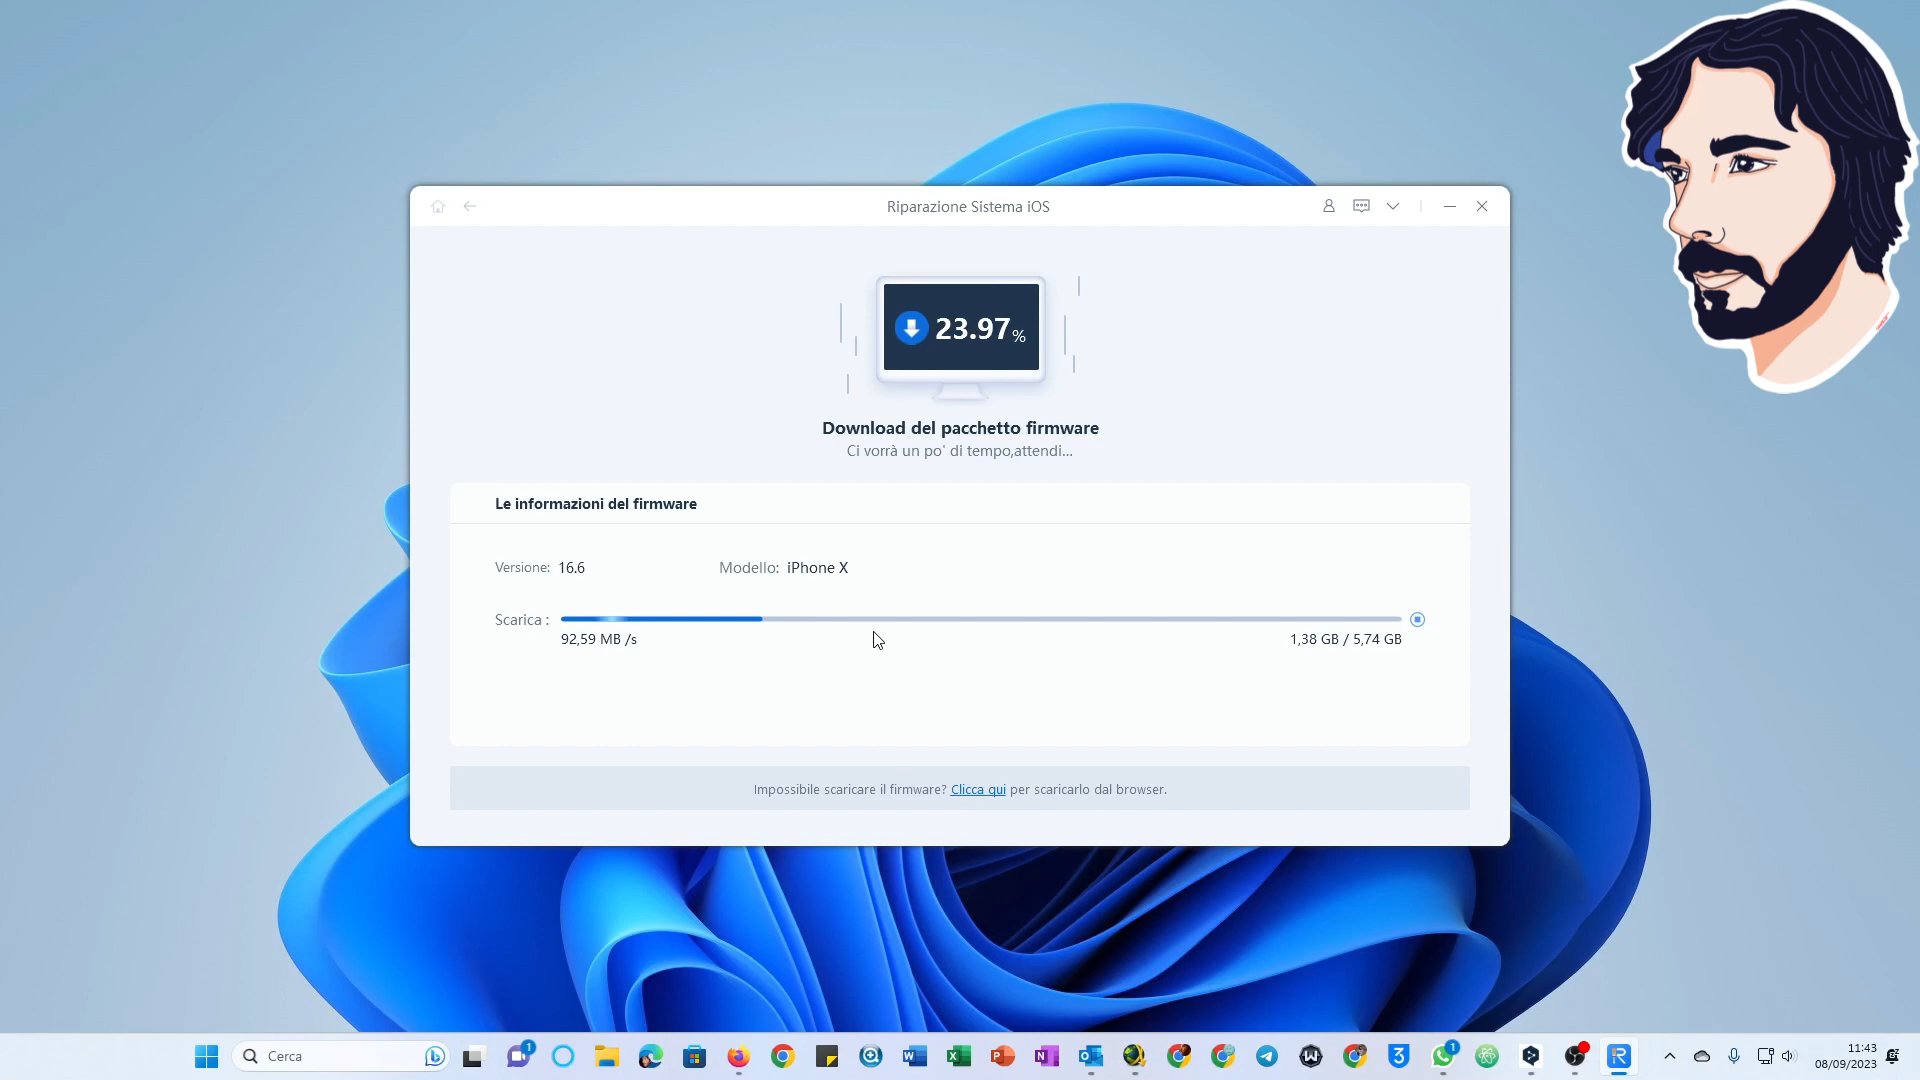 Riparazione Sistema iOS
23.97%
Download del pacchetto firmware
Ci vorrà un po' di tempo,attendi...
Le informazioni del firmware
Versione: 16.6 Modello: iPhone X
Scarica :
92,59 MB /s 1,38 GB / 5,74 GB
Impossibile scaricare il firmware? Clicca qui per scaricarlo dal browser.
Cerca
1
1
11:43
08/09/2023